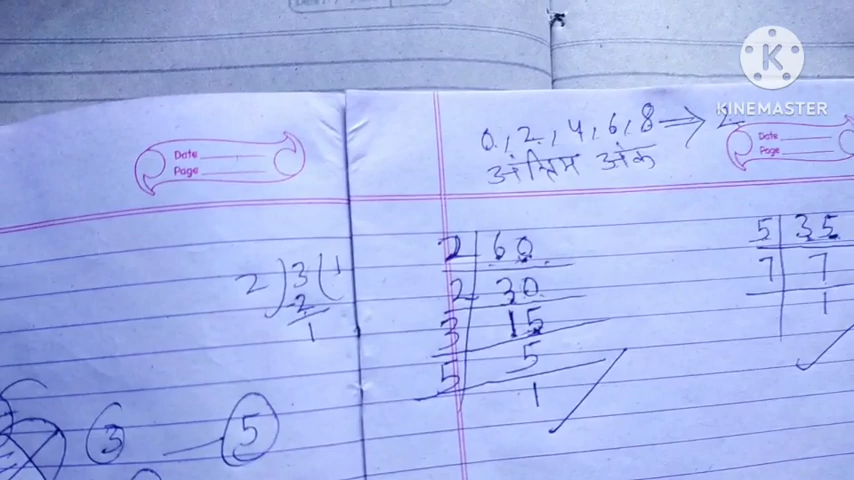 KINEMASTER
0, 2, 4, 6, 8 ⇒ 2
अंतिम अंक
Date
Page
Date
Page
2 ) 3 ( 1
2
1
2 | 60
2 | 30
3 | 15
5 | 5
1
5 | 35
7 | 7
1
3 — 5